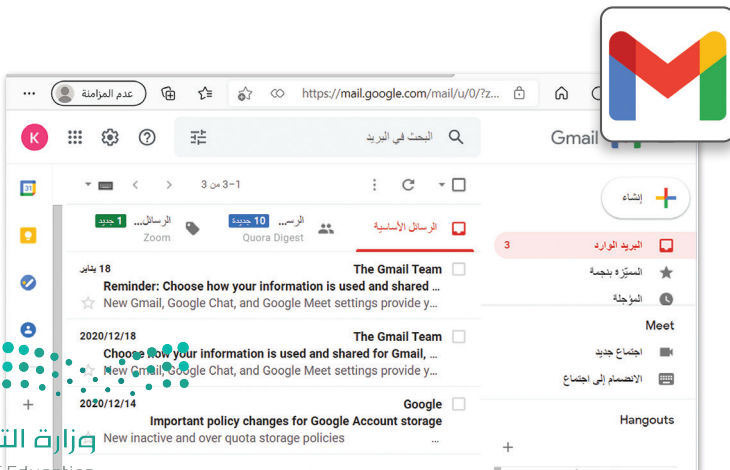 عدم المزامنة
https://mail.google.com/mail/u/0/?z...
Gmail
البحث في البريد
K
إنشاء
البريد الوارد
3
المميّزة بنجمة
المؤجلة
Meet
اجتماع جديد
الانضمام إلى اجتماع
Hangouts
1–3 من 3
الرسائل الأساسية
الرســ... 10 جديدة
Quora Digest
الرسائل... 1 جديد
Zoom
The Gmail Team
18 يناير
Reminder: Choose how your information is used and shared ...
New Gmail, Google Chat, and Google Meet settings provide y...
The Gmail Team
2020/12/18
Choose how your information is used and shared for Gmail, ...
New Gmail, Google Chat, and Google Meet settings provide y...
Google
2020/12/14
Important policy changes for Google Account storage
New inactive and over quota storage policies ...
31